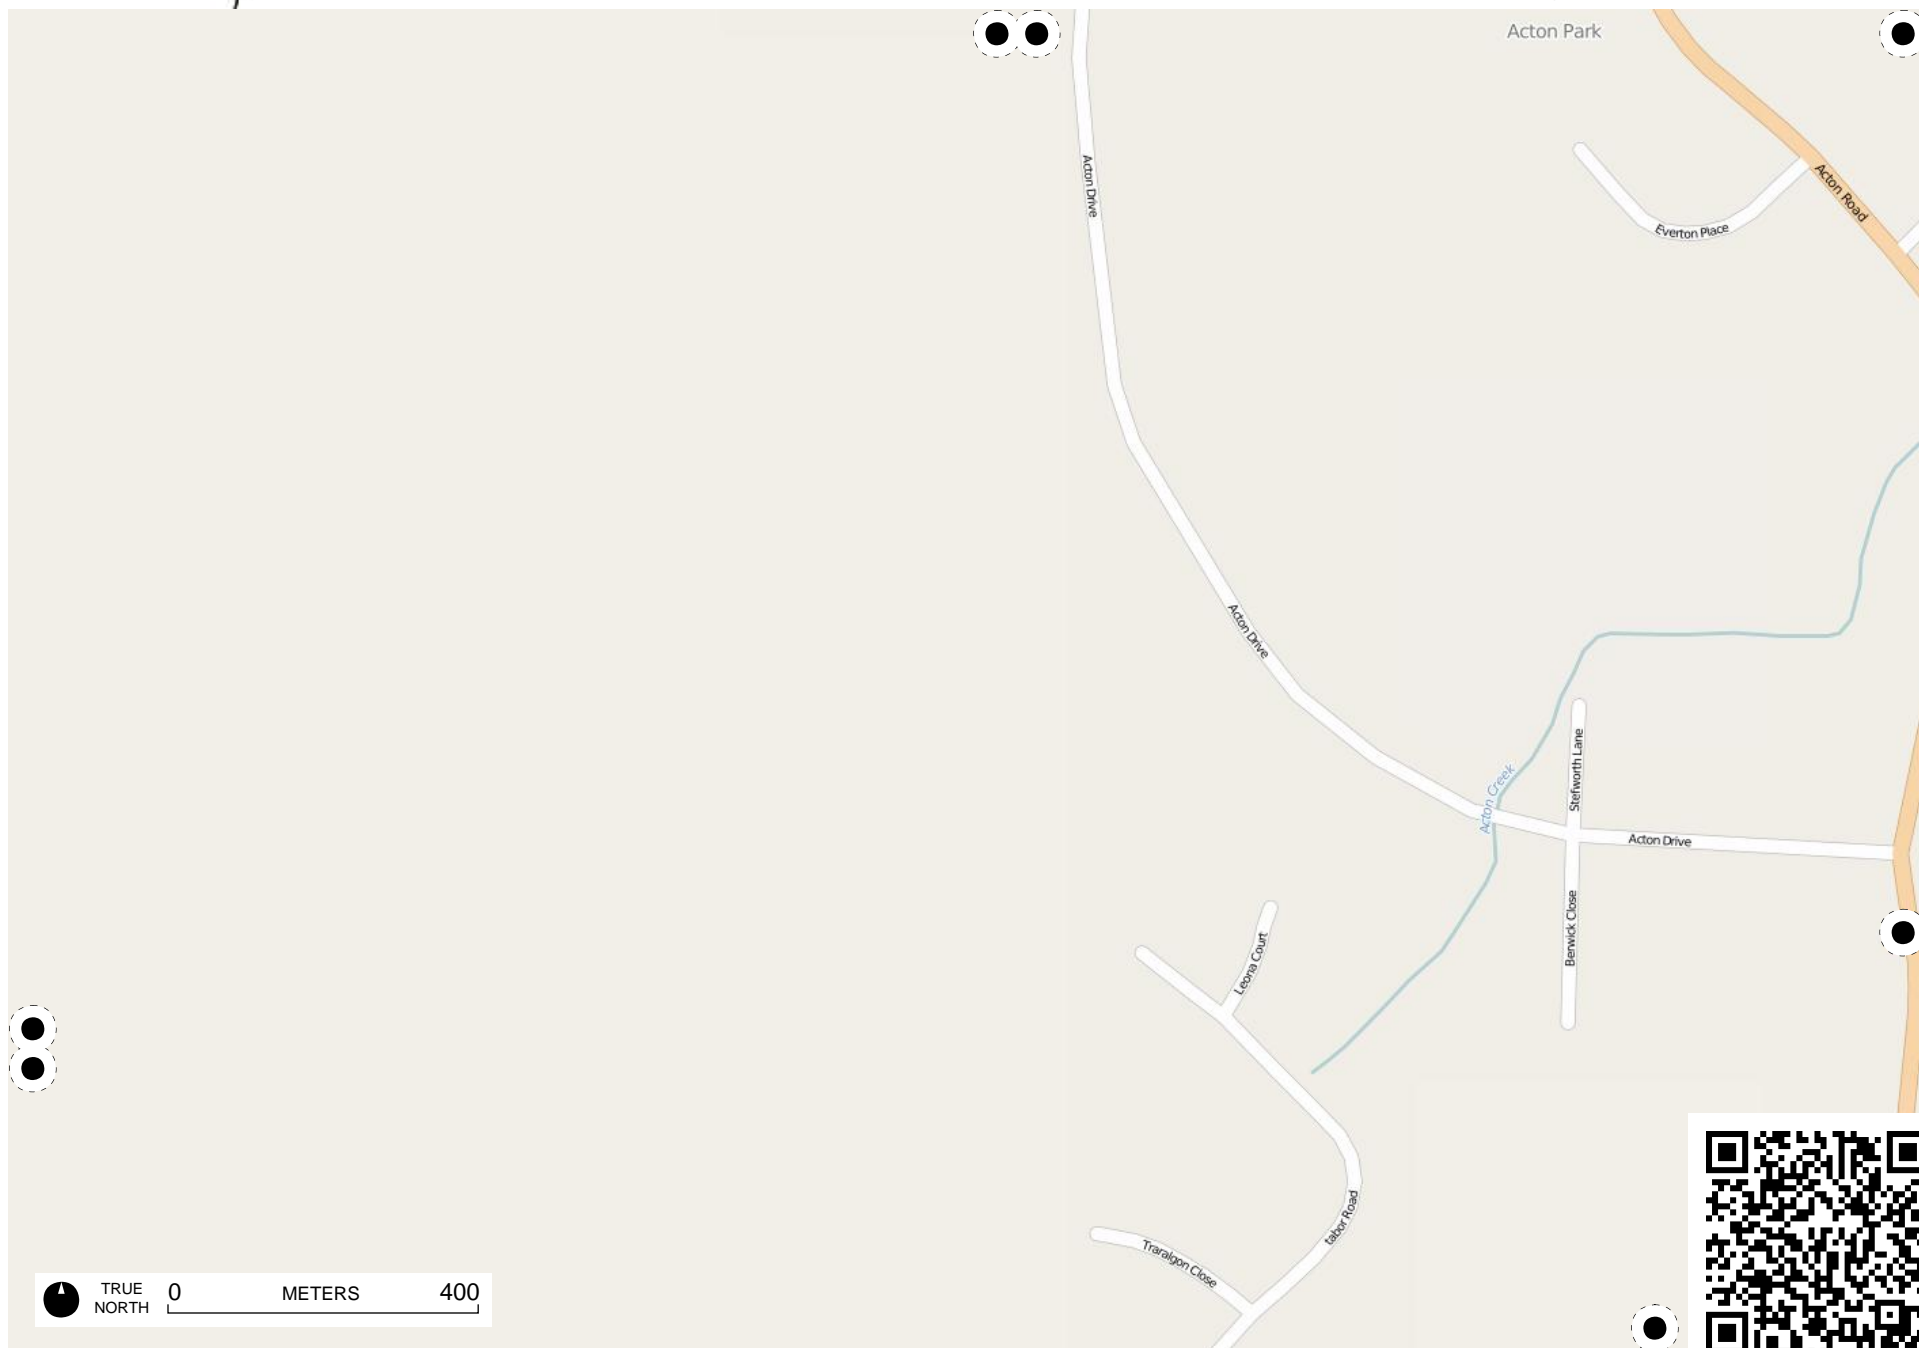 Acton Park
Acton Drive
Acton Road
Everton Place
Acton Drive
Stefworth Lane
Acton Creek
Acton Drive
Berwick Close
Leona Court
tabor Road
Traralgon Close
TRUE NORTH
0 METERS 400